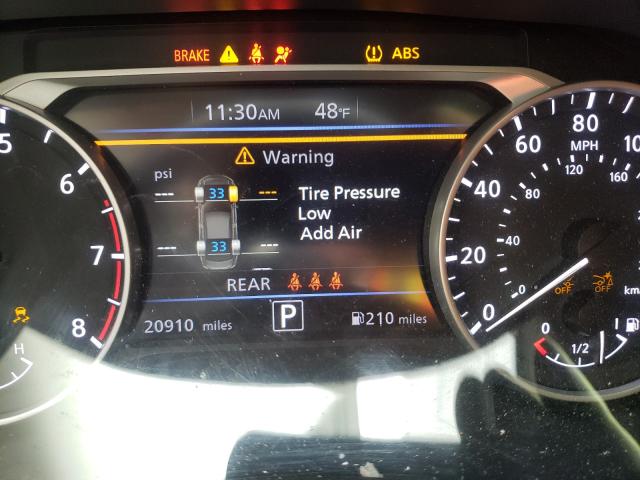 BRAKE ABS
11:30AM 48°F
Warning
psi
--- 33 ---
Tire Pressure
Low
Add Air
--- 33 ---
REAR
20910 miles P 210 miles
5
6
7
8
H
0
20
40
60
80
MPH
0
40
80
120
160
km/
OFF
OFF
0
1/2